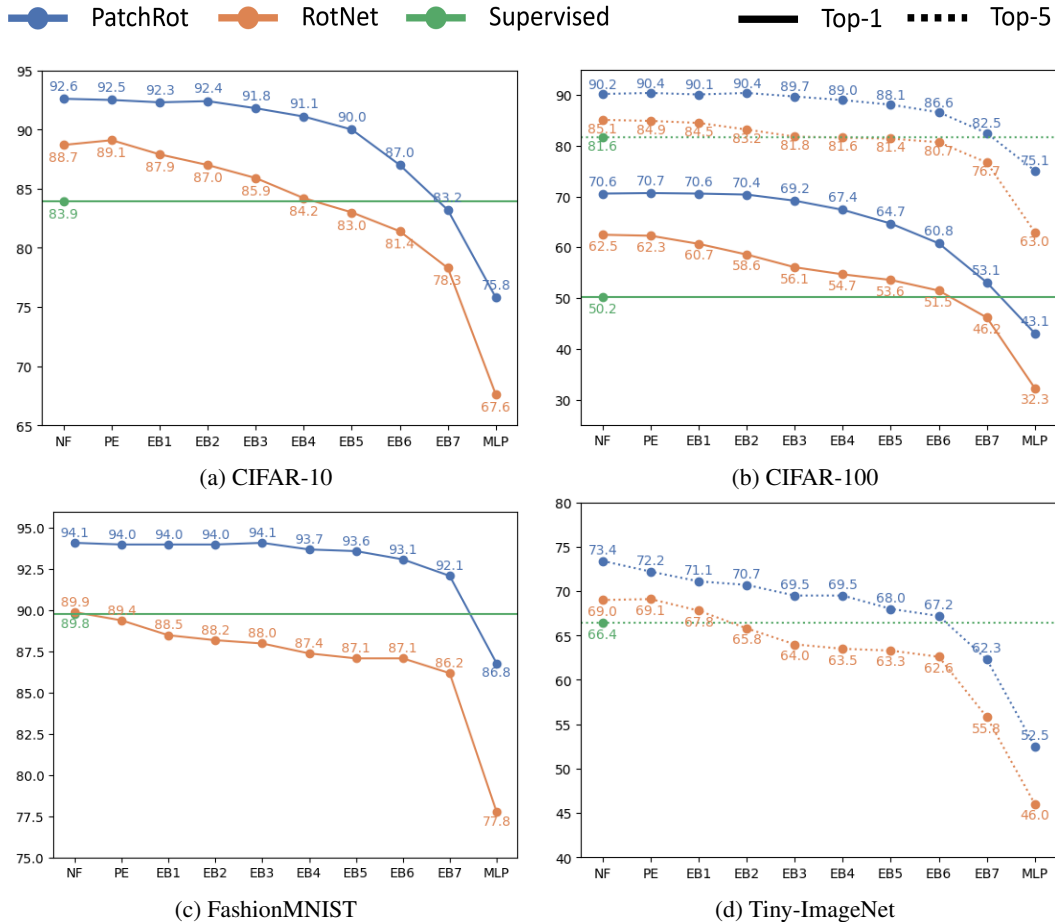 PatchRot RotNet Supervised Top-1 Top-5
95
90
85
80
75
70
65
92.6 92.5 92.3 92.4 91.8 91.1 90.0 87.0 83.2 75.8
88.7 89.1 87.9 87.0 85.9 84.2 83.0 81.4 78.3 67.6
83.9
NF PE EB1 EB2 EB3 EB4 EB5 EB6 EB7 MLP
(a) CIFAR-10
90
80
70
60
50
40
30
90.2 90.4 90.1 90.4 89.7 89.0 88.1 86.6 82.5 75.1
85.1 84.9 84.5 83.2 81.8 81.6 81.4 80.7 76.7 63.0
81.6
70.6 70.7 70.6 70.4 69.2 67.4 64.7 60.8 53.1 43.1
62.5 62.3 60.7 58.6 56.1 54.7 53.6 51.5 46.2 32.3
50.2
NF PE EB1 EB2 EB3 EB4 EB5 EB6 EB7 MLP
(b) CIFAR-100
95.0
92.5
90.0
87.5
85.0
82.5
80.0
77.5
75.0
94.1 94.0 94.0 94.0 94.1 93.7 93.6 93.1 92.1 86.8
89.9 89.4 88.5 88.2 88.0 87.4 87.1 87.1 86.2 77.8
89.8
NF PE EB1 EB2 EB3 EB4 EB5 EB6 EB7 MLP
(c) FashionMNIST
80
75
70
65
60
55
50
45
40
73.4 72.2 71.1 70.7 69.5 69.5 68.0 67.2 62.3 52.5
69.0 69.1 67.8 65.8 64.0 63.5 63.3 62.6 55.8 46.0
66.4
NF PE EB1 EB2 EB3 EB4 EB5 EB6 EB7 MLP
(d) Tiny-ImageNet